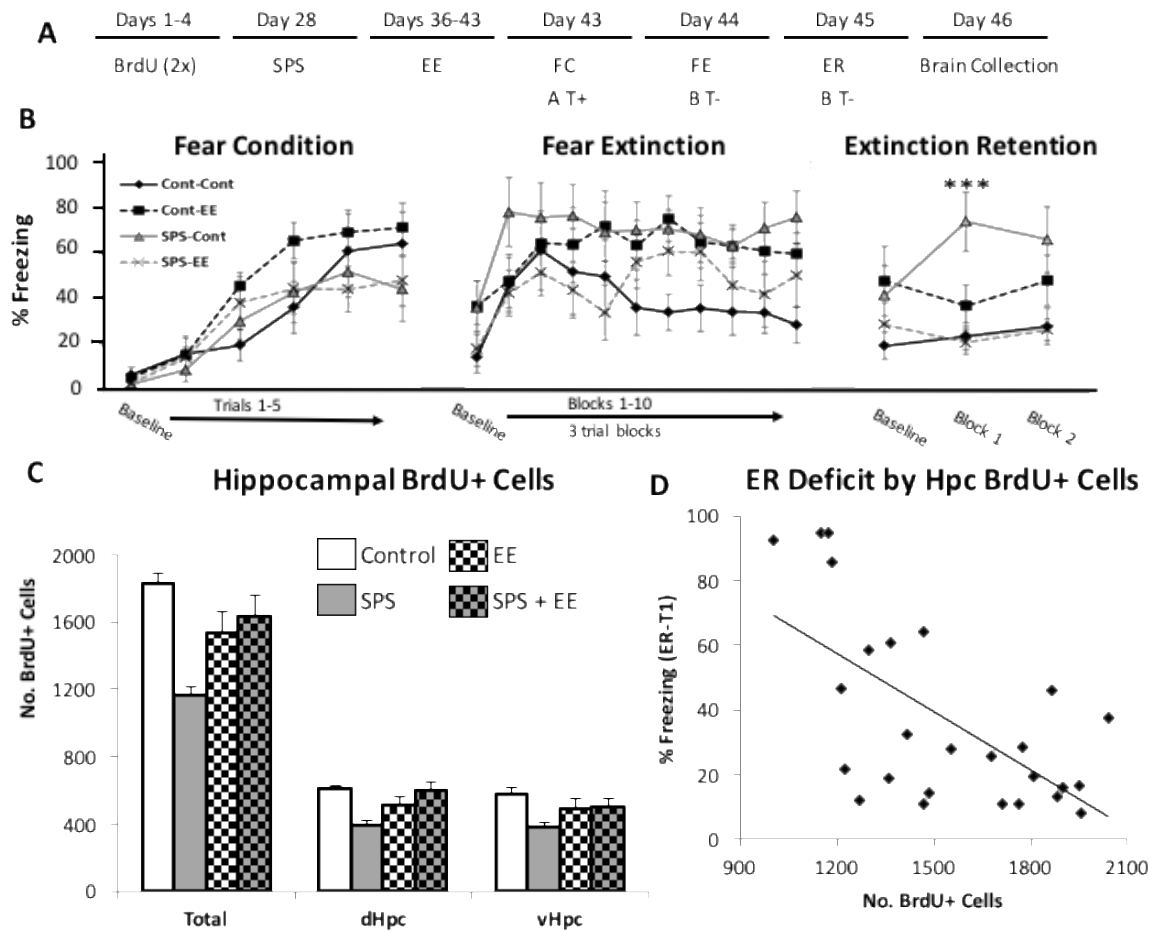 A
Days 1-4 Day 28 Days 36-43 Day 43 Day 44 Day 45 Day 46
BrdU (2x) SPS EE FC FE ER Brain Collection
A T+ B T- B T-
B
Fear Condition Fear Extinction Extinction Retention
% Freezing
100
80
60
40
20
0
Cont-Cont
Cont-EE
SPS-Cont
SPS-EE
***
Baseline
Trials 1-5
Baseline
Blocks 1-10
3 trial blocks
Baseline
Block 1
Block 2
C
Hippocampal BrdU+ Cells
No. BrdU+ Cells
2000
1600
1200
800
400
0
Control EE
SPS SPS + EE
Total dHpc vHpc
D
ER Deficit by Hpc BrdU+ Cells
% Freezing (ER-T1)
100
80
60
40
20
0
900 1200 1500 1800 2100
No. BrdU+ Cells